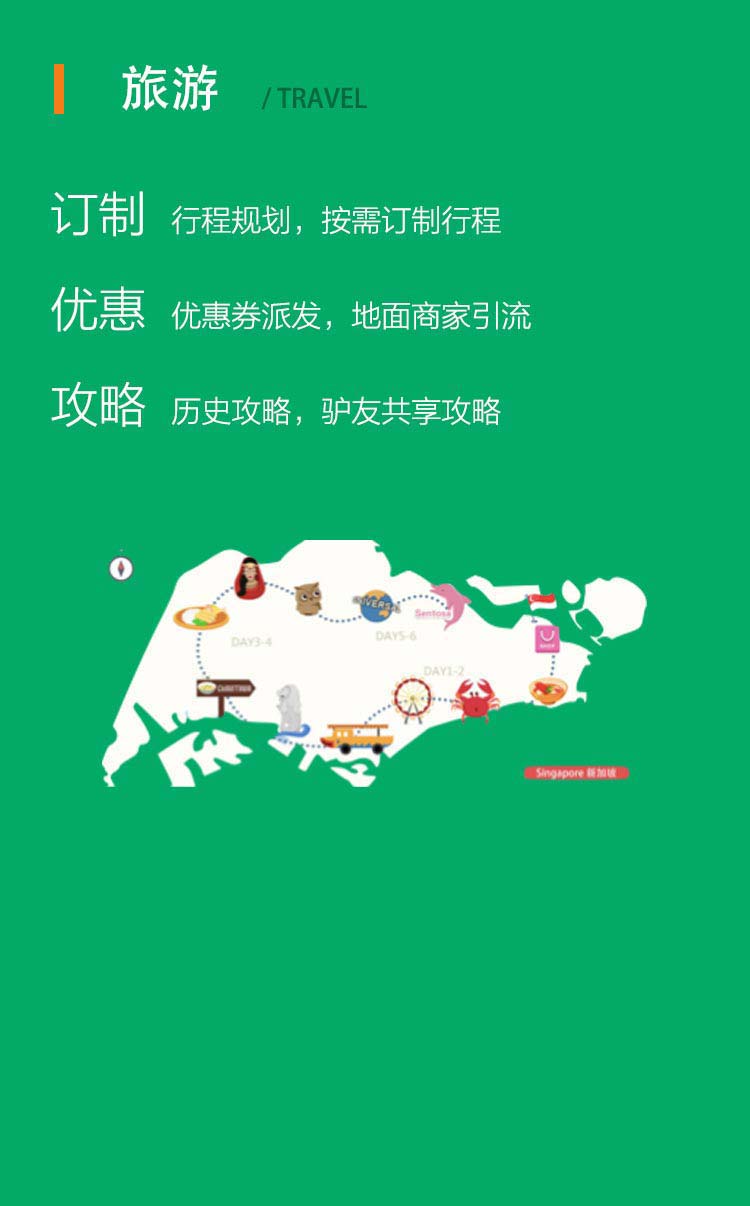 旅游 / TRAVEL
订制 行程规划，按需订制行程
优惠 优惠券派发，地面商家引流
攻略 历史攻略，驴友共享攻略
UNIVERSAL
Sentosa
DAY3-4
DAY5-6
SHOP
DAY1-2
Singapore 新加坡